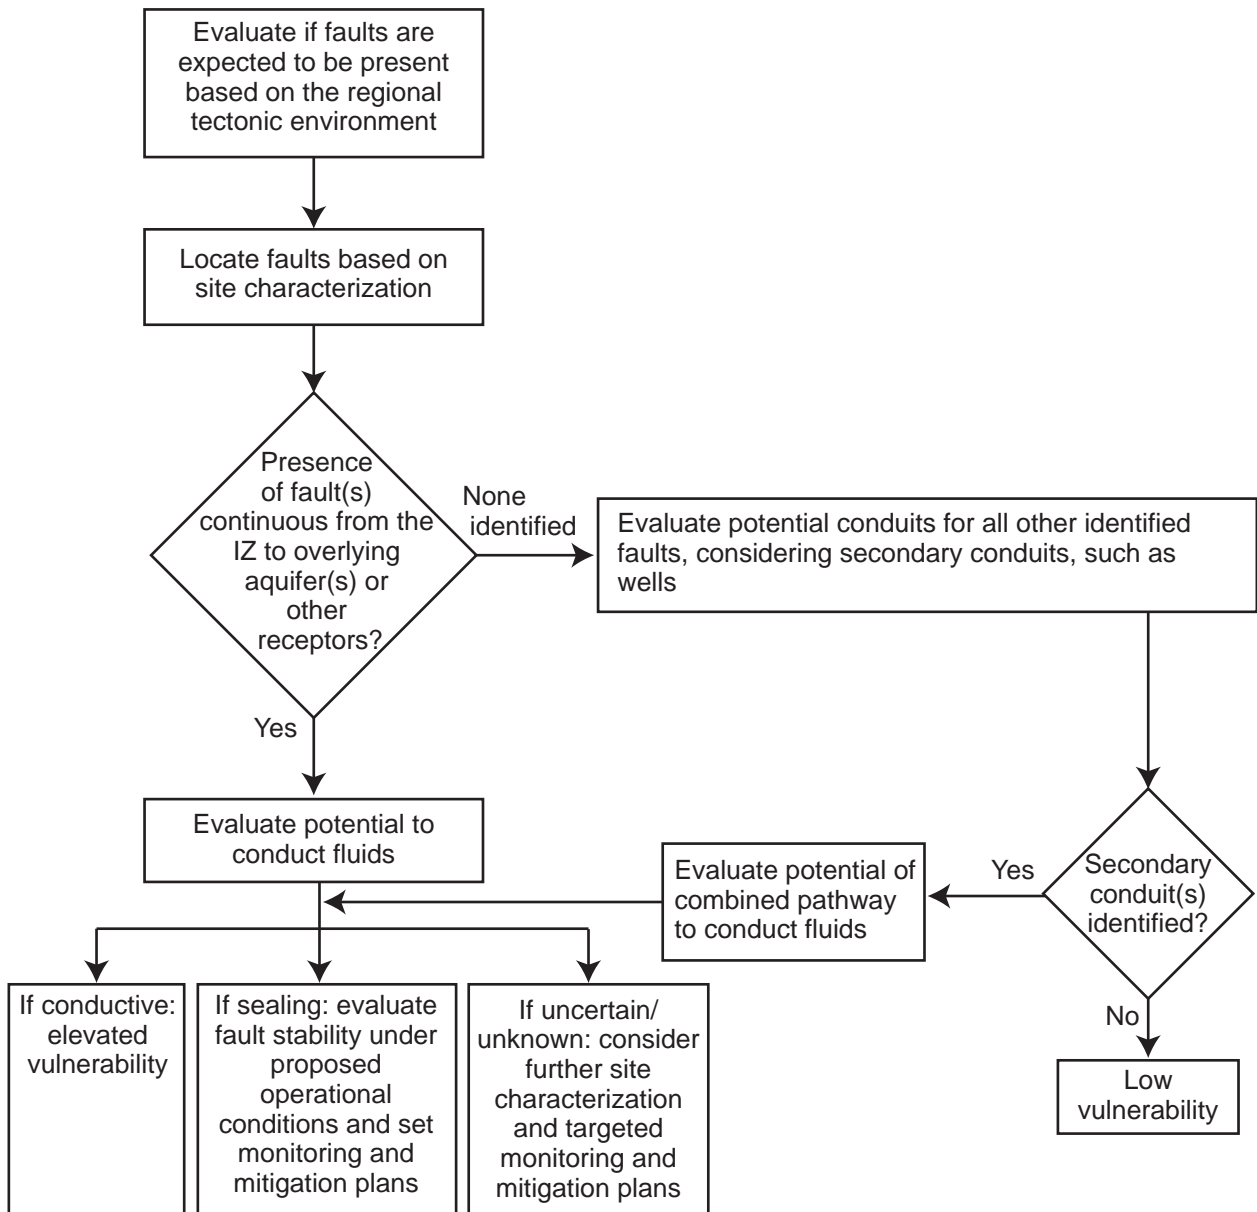 Evaluate if faults are
expected to be present
based on the regional
tectonic environment
Locate faults based on
site characterization
Presence
of fault(s)
continuous from the
IZ to overlying
aquifer(s) or
other
receptors?
None
identified
Evaluate potential conduits for all other identified
faults, considering secondary conduits, such as
wells
Yes
Evaluate potential to
conduct fluids
Evaluate potential of
combined pathway
to conduct fluids
Yes
Secondary
conduit(s)
identified?
No
Low
vulnerability
If conductive:
elevated
vulnerability
If sealing: evaluate
fault stability under
proposed
operational
conditions and set
monitoring and
mitigation plans
If uncertain/
unknown: consider
further site
characterization
and targeted
monitoring and
mitigation plans